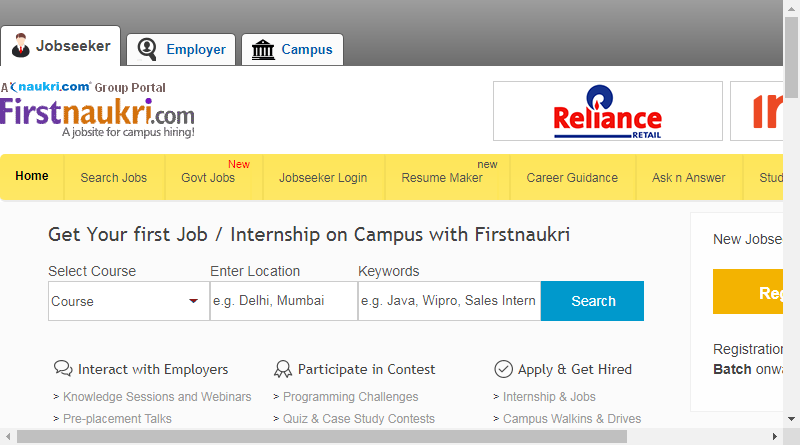 Jobseeker
Employer
Campus
A naukri.com Group Portal
Firstnaukri.com
A jobsite for campus hiring!
Reliance
RETAIL
Home
Search Jobs
New
Govt Jobs
Jobseeker Login
new
Resume Maker
Career Guidance
Ask n Answer
Get Your first Job / Internship on Campus with Firstnaukri
New Jobse
Select Course
Enter Location
Keywords
Course
e.g. Delhi, Mumbai
e.g. Java, Wipro, Sales Intern
Search
Reg
Registration
Batch onwa
Interact with Employers
Participate in Contest
Apply & Get Hired
> Knowledge Sessions and Webinars
> Programming Challenges
> Internship & Jobs
> Pre-placement Talks
> Quiz & Case Study Contests
> Campus Walkins & Drives